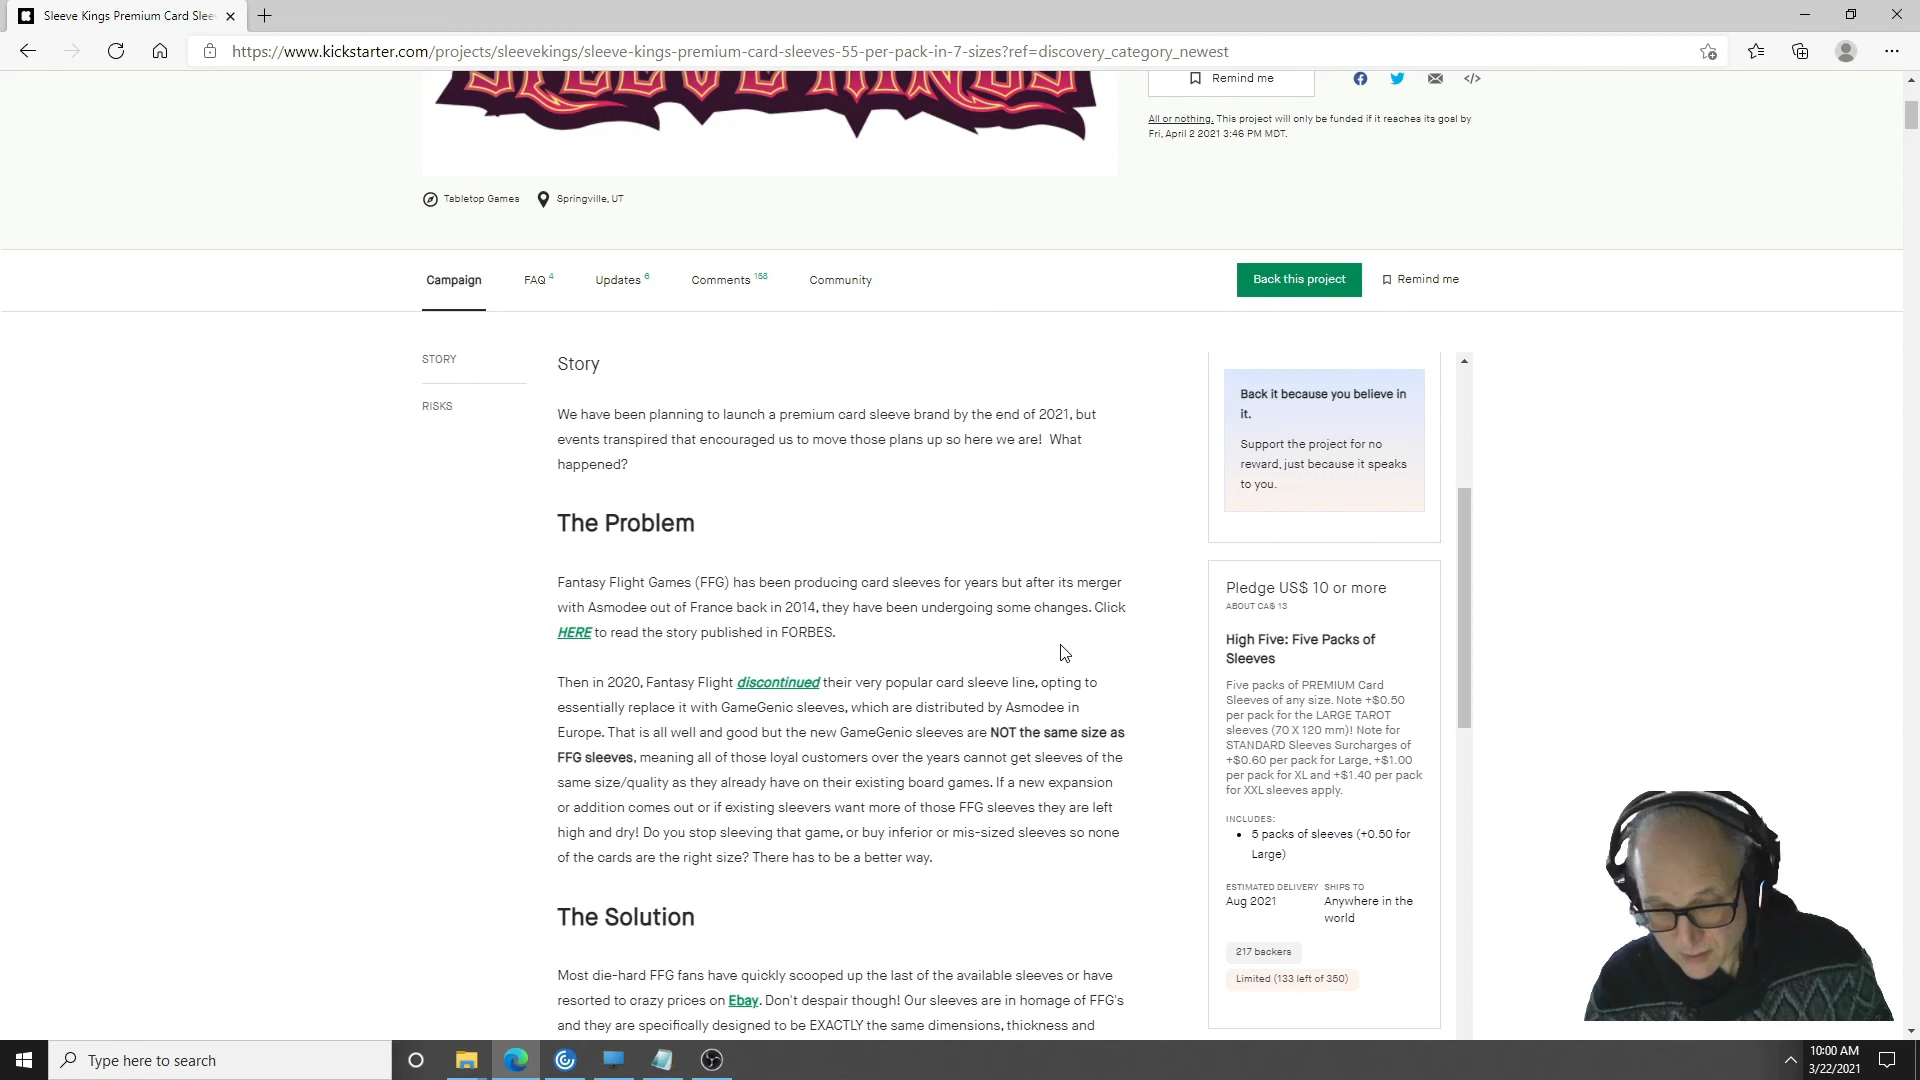 Sleeve Kings Premium Card Slee
https://www.kickstarter.com/projects/sleevekings/sleeve-kings-premium-card-sleeves-55-per-pack-in-7-sizes?ref=discovery_category_newest
SLEEVE KINGS
Remind me
All or nothing. This project will only be funded if it reaches its goal by
Fri, April 2 2021 3:46 PM MDT.
Tabletop Games Springville, UT
Campaign FAQ 4 Updates 6 Comments 158 Community
Back this project Remind me
STORY
RISKS
Story
We have been planning to launch a premium card sleeve brand by the end of 2021, but
events transpired that encouraged us to move those plans up so here we are!  What
happened?
The Problem
Fantasy Flight Games (FFG) has been producing card sleeves for years but after its merger
with Asmodee out of France back in 2014, they have been undergoing some changes. Click
HERE to read the story published in FORBES.
Then in 2020, Fantasy Flight discontinued their very popular card sleeve line, opting to
essentially replace it with GameGenic sleeves, which are distributed by Asmodee in
Europe. That is all well and good but the new GameGenic sleeves are NOT the same size as
FFG sleeves, meaning all of those loyal customers over the years cannot get sleeves of the
same size/quality as they already have on their existing board games. If a new expansion
or addition comes out or if existing sleevers want more of those FFG sleeves they are left
high and dry! Do you stop sleeving that game, or buy inferior or mis-sized sleeves so none
of the cards are the right size? There has to be a better way.
The Solution
Most die-hard FFG fans have quickly scooped up the last of the available sleeves or have
resorted to crazy prices on Ebay. Don't despair though! Our sleeves are in homage of FFG's
and they are specifically designed to be EXACTLY the same dimensions, thickness and
Back it because you believe in
it.
Support the project for no
reward, just because it speaks
to you.
Pledge US$ 10 or more
ABOUT CA$ 13
High Five: Five Packs of
Sleeves
Five packs of PREMIUM Card
Sleeves of any size. Note +$0.50
per pack for the LARGE TAROT
sleeves (70 X 120 mm)! Note for
STANDARD Sleeves Surcharges of
+$0.60 per pack for Large, +$1.00
per pack for XL and +$1.40 per pack
for XXL sleeves apply.
INCLUDES:
5 packs of sleeves (+0.50 for
Large)
ESTIMATED DELIVERY SHIPS TO
Aug 2021 Anywhere in the
world
217 backers
Limited (133 left of 350)
Type here to search
10:00 AM
3/22/2021